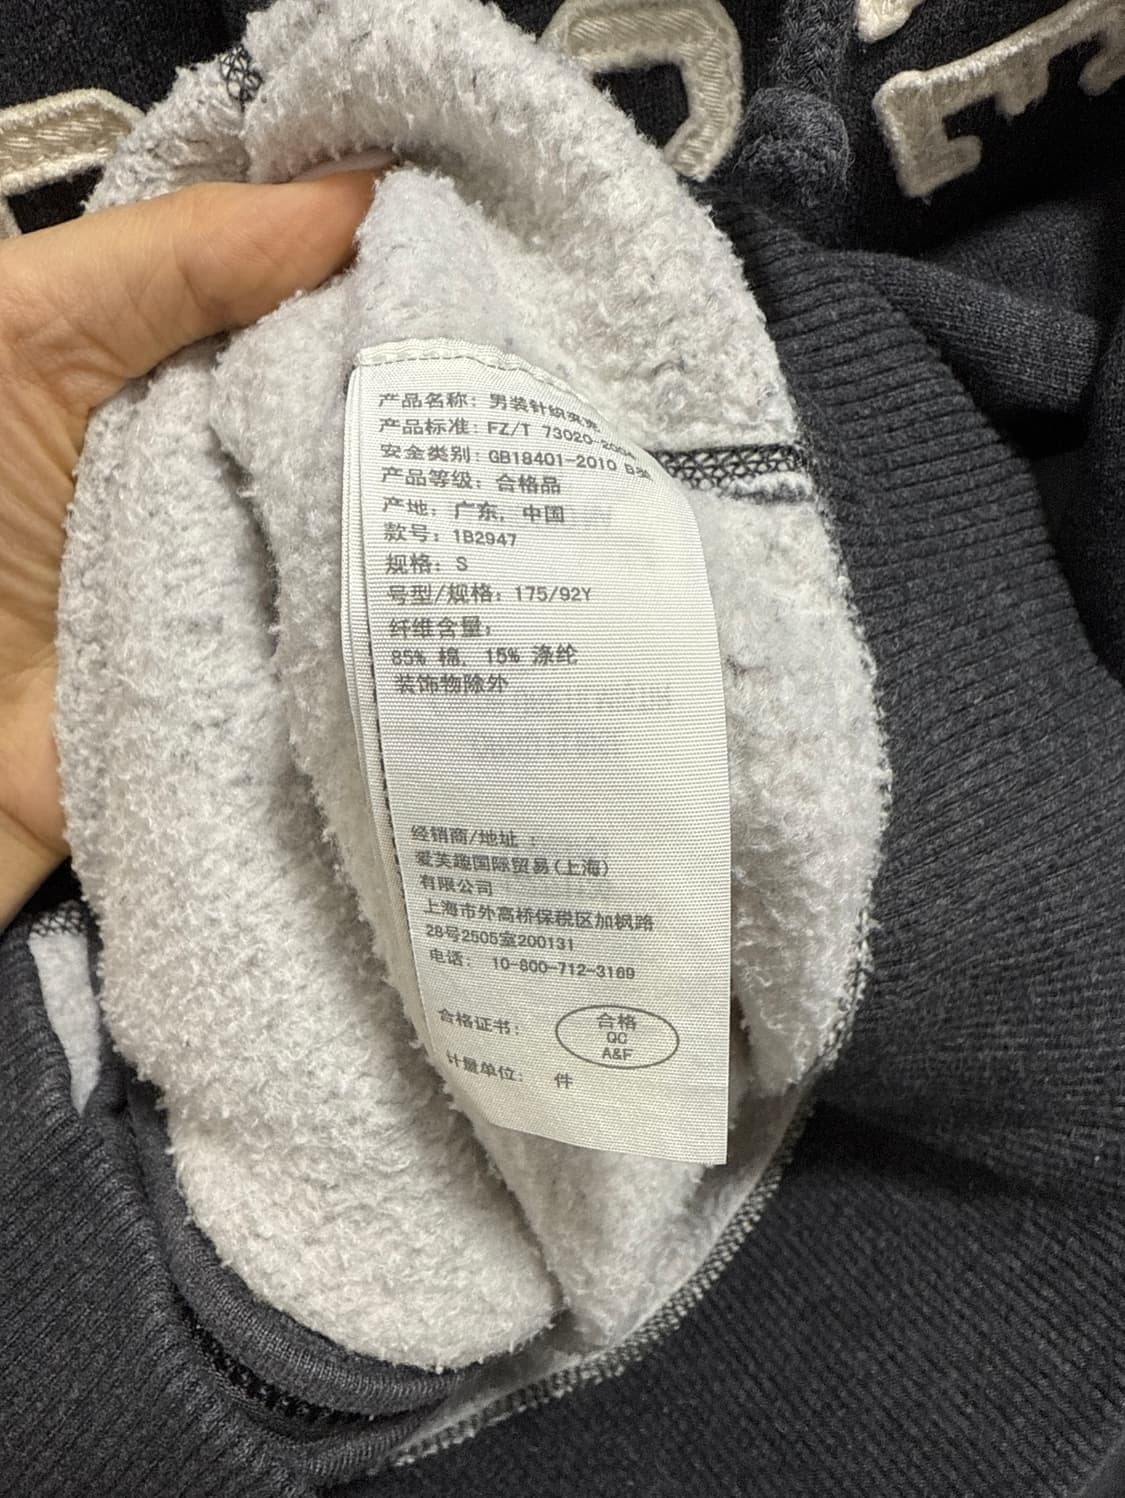 产品名称：男装针织夹克
产品标准：FZ/T 73020-2004
安全类别：GB18401-2010 B类
产品等级：合格品
产地：广东，中国
款号：1B2947
规格：S
号型/规格：175/92Y
纤维含量：
85% 棉，15% 涤纶
装饰物除外
经销商/地址：
爱芙趣国际贸易(上海)
有限公司
上海市外高桥保税区加枫路
28号2505室200131
电话： 10-800-712-3169
合格证书：
合格
QC
A&F
计量单位： 件